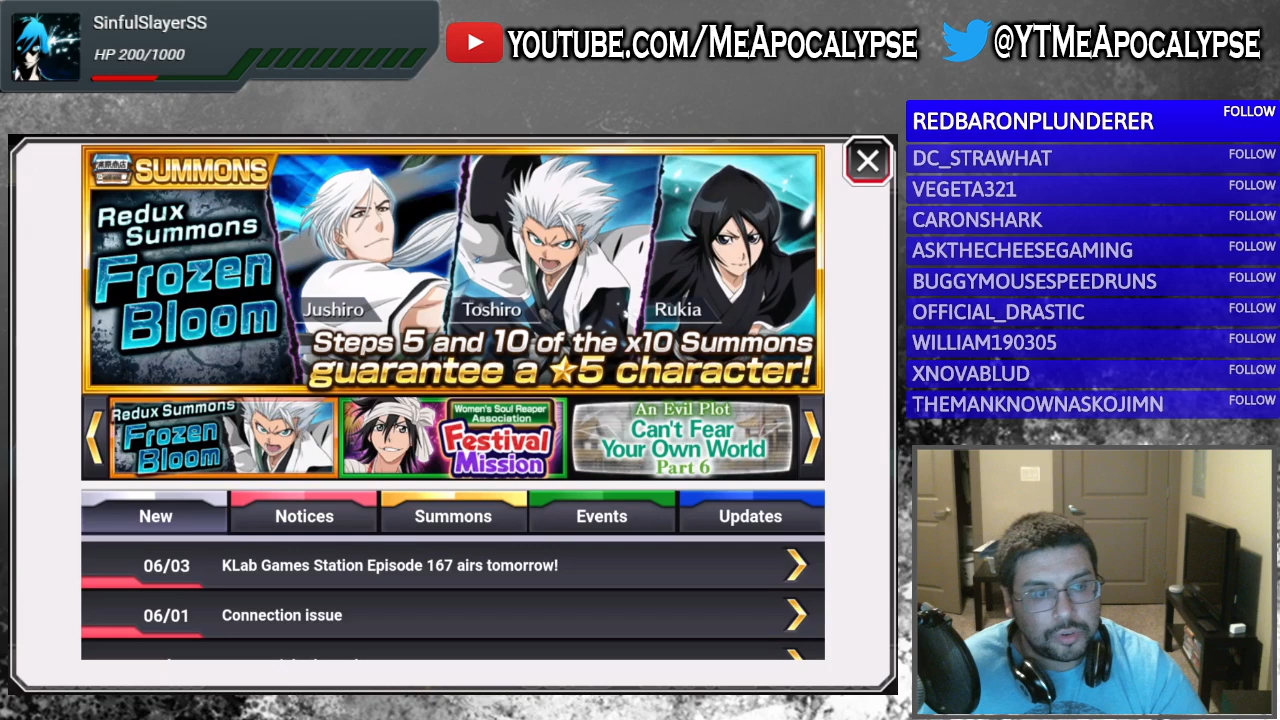 SinfulSlayerSS
HP 200/1000
YOUTUBE.COM/MEAPOCALYPSE
@YTMEAPOCALYPSE
SUMMONS
Redux
Summons
Frozen
Bloom
Jushiro
Toshiro
Rukia
Steps 5 and 10 of the x10 Summons
guarantee a ★5 character!
Redux Summons
Frozen
Bloom
Women's Soul Reaper
Association
Festival
Mission
An Evil Plot
Can't Fear
Your Own World
Part 6
New
Notices
Summons
Events
Updates
06/03 KLab Games Station Episode 167 airs tomorrow!
06/01 Connection issue
REDBARONPLUNDERER FOLLOW
DC_STRAWHAT FOLLOW
VEGETA321 FOLLOW
CARONSHARK FOLLOW
ASKTHECHEESEGAMING FOLLOW
BUGGYMOUSESPEEDRUNS FOLLOW
OFFICIAL_DRASTIC FOLLOW
WILLIAM190305 FOLLOW
XNOVABLUD FOLLOW
THEMANKNOWNASKOJIMN FOLLOW